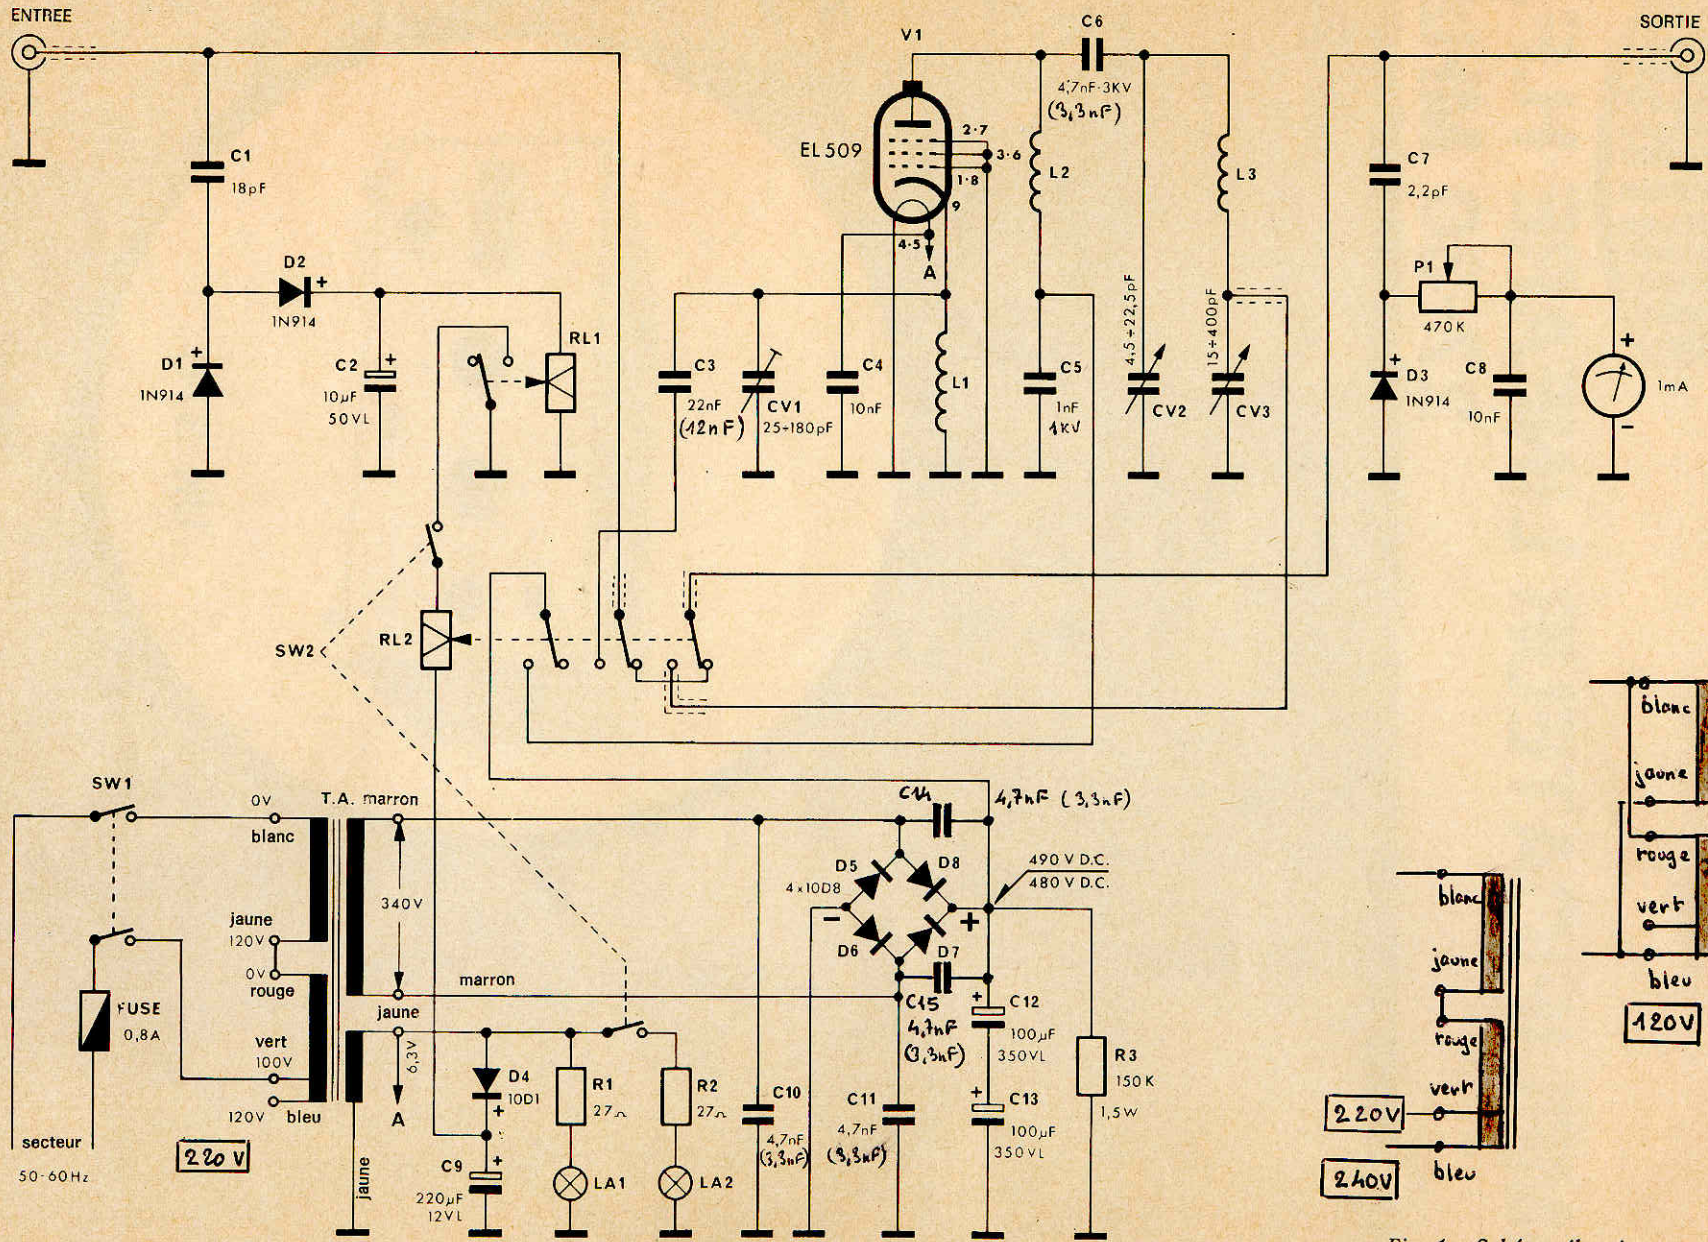 ENTREE
SORTIE
C1
18pF
D2
1N914
D1
1N914
C2
10µF
50VL
RL1
V1
EL509
2·7
3·6
1·8
9
4·5
A
C6
4,7nF·3KV
(3,3nF)
L2
L3
C3
22nF
(12nF)
CV1
25÷180pF
C4
10nF
L1
C5
1nF
1KV
4,5÷22,5pF
CV2
15÷400pF
CV3
C7
2,2pF
P1
470K
D3
1N914
C8
10nF
1mA
+
-
SW2
RL2
SW1
0V
blanc
jaune
120V
0V
rouge
vert
100V
120V
bleu
T.A.
marron
340V
marron
jaune
6,3V
A
jaune
FUSE
0,8A
secteur
50-60Hz
220V
D4
10D1
C9
220µF
12VL
R1
27Ω
LA1
R2
27Ω
LA2
C10
4,7nF
(3,3nF)
C14
4,7nF (3,3nF)
D5
D8
4x10D8
D6
D7
-
+
490 V D.C.
480 V D.C.
C15
4,7nF
(3,3nF)
C11
4,7nF
(3,3nF)
C12
100µF
350VL
C13
100µF
350VL
R3
150K
1,5W
blanc
jaune
rouge
vert
bleu
220V
240V
blanc
jaune
rouge
vert
bleu
120V